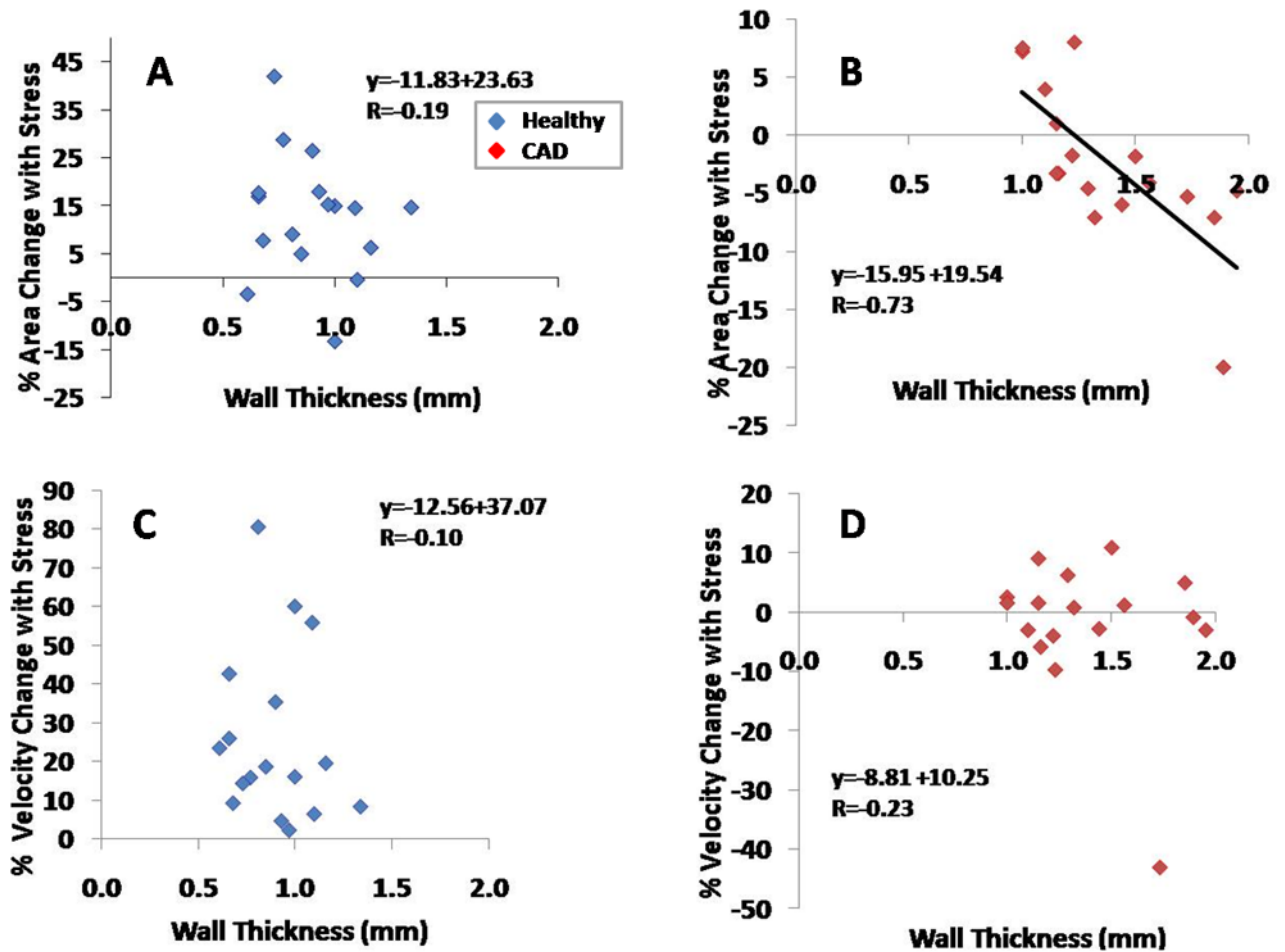 A
y=-11.83+23.63
R=-0.19
Healthy
CAD
45
35
25
15
5
-5
-15
-25
0.0 0.5 1.0 1.5 2.0
% Area Change with Stress
Wall Thickness (mm)
B
10
5
0
-5
-10
-15
-20
-25
0.0 0.5 1.0 1.5 2.0
y=-15.95 +19.54
R=-0.73
% Area Change with Stress
Wall Thickness (mm)
C
y=-12.56+37.07
R=-0.10
90
80
70
60
50
40
30
20
10
0
0.0 0.5 1.0 1.5 2.0
% Velocity Change with Stress
Wall Thickness (mm)
D
20
10
0
-10
-20
-30
-40
-50
0.0 0.5 1.0 1.5 2.0
y=-8.81 +10.25
R=-0.23
% Velocity Change with Stress
Wall Thickness (mm)